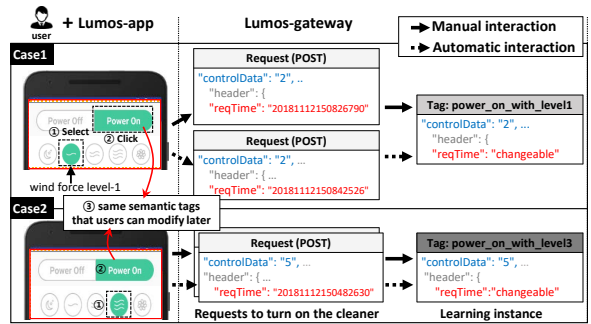 user
+ Lumos-app
Lumos-gateway
Manual interaction
Automatic interaction
Case1
Power Off
Power On
① Select
② Click
wind force level-1
Request (POST)
"controlData": "2", ..
"header": {
"reqTime": "20181112150826790"
Request (POST)
"controlData": "2", ...
"header": { ...
"reqTime": "20181112150842526"
Tag: power_on_with_level1
"controlData": "2", ...
"header": {
"reqTime": "changeable"
③ same semantic tags
that users can modify later
Case2
Power Off
② Power On
①
Request (POST)
"controlData": "5", ...
"header": { ...
"reqTime": "20181112150482630"
Tag: power_on_with_level3
"controlData": "5", ...
"header": {
"reqTime":"changeable"
Requests to turn on the cleaner
Learning instance